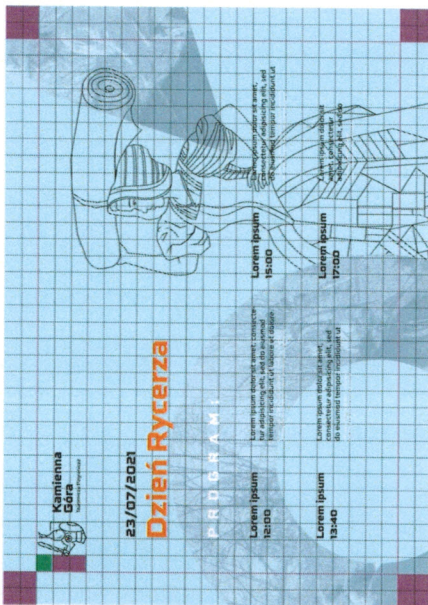 Kamienna
Góra
23/07/2021
Dzień Rycerza
PROGRAM:
Lorem ipsum
12:00
Lorem ipsum dolor sit amet, consecte-
tur adipiscing elit, sed do eiusmod
tempor incididunt ut labore et dolore
Lorem ipsum
15:00
Lorem ipsum dolor sit amet,
consectetur adipiscing elit, sed
do eiusmod tempor incididunt ut
Lorem ipsum
13:40
Lorem ipsum dolor sit amet,
consectetur adipiscing elit, sed
do eiusmod tempor incididunt ut
Lorem ipsum
17:00
Lorem ipsum dolor sit
amet, consectetur
adipiscing elit, sed do